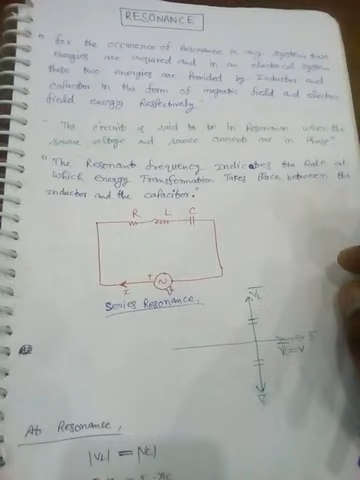 RESONANCE
" For the occurence of Resonance in any system two
Energies are required and in an electrical system
these two energies are Provided by Inductor and
Capacitor in the form of magnetic field and electric
field energy Respectively."
" The circuit is said to be in Resonance when the
source voltage and source current are in Phase"
" The Resonant frequency Indicates the Rate at
which Energy Transformation Takes Place between the
Inductor and the capacitor."
R L C
I + V
Series Resonance,
VL
VR=V I
At Resonance,
|VL| = |VC|